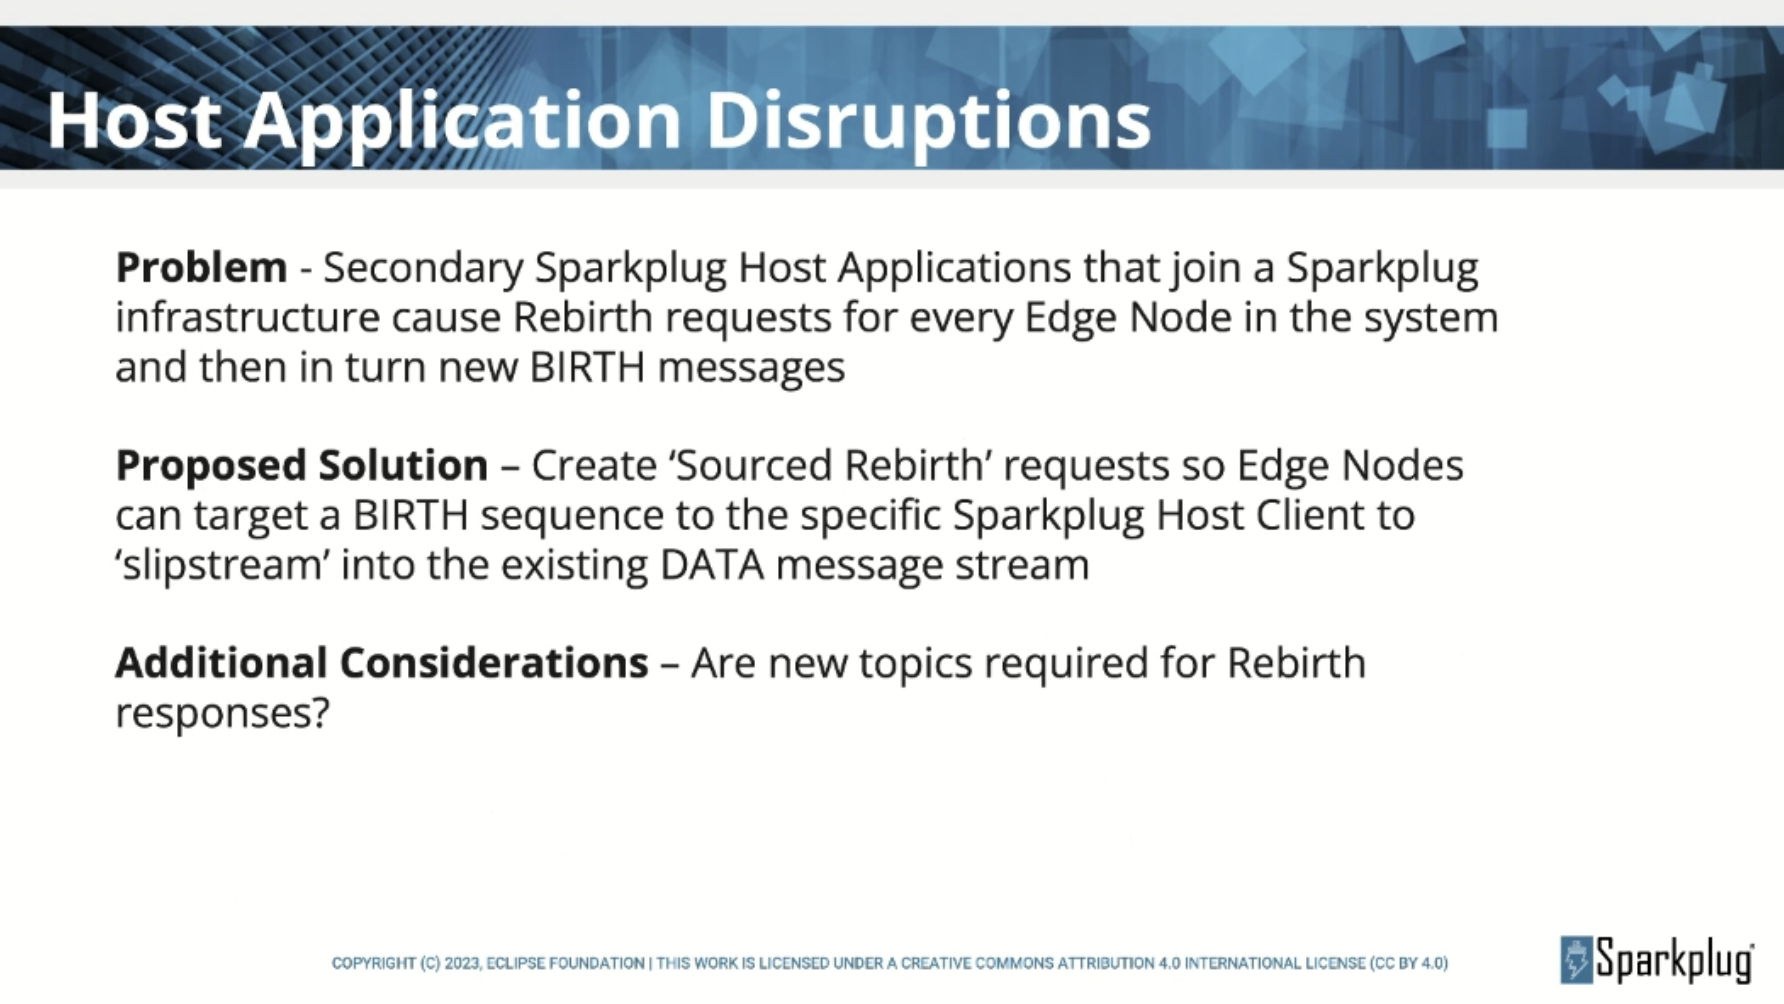 Host Application Disruptions
Problem - Secondary Sparkplug Host Applications that join a Sparkplug
infrastructure cause Rebirth requests for every Edge Node in the system
and then in turn new BIRTH messages
Proposed Solution – Create ‘Sourced Rebirth’ requests so Edge Nodes
can target a BIRTH sequence to the specific Sparkplug Host Client to
‘slipstream’ into the existing DATA message stream
Additional Considerations – Are new topics required for Rebirth
responses?
COPYRIGHT (C) 2023, ECLIPSE FOUNDATION | THIS WORK IS LICENSED UNDER A CREATIVE COMMONS ATTRIBUTION 4.0 INTERNATIONAL LICENSE (CC BY 4.0)
Sparkplug